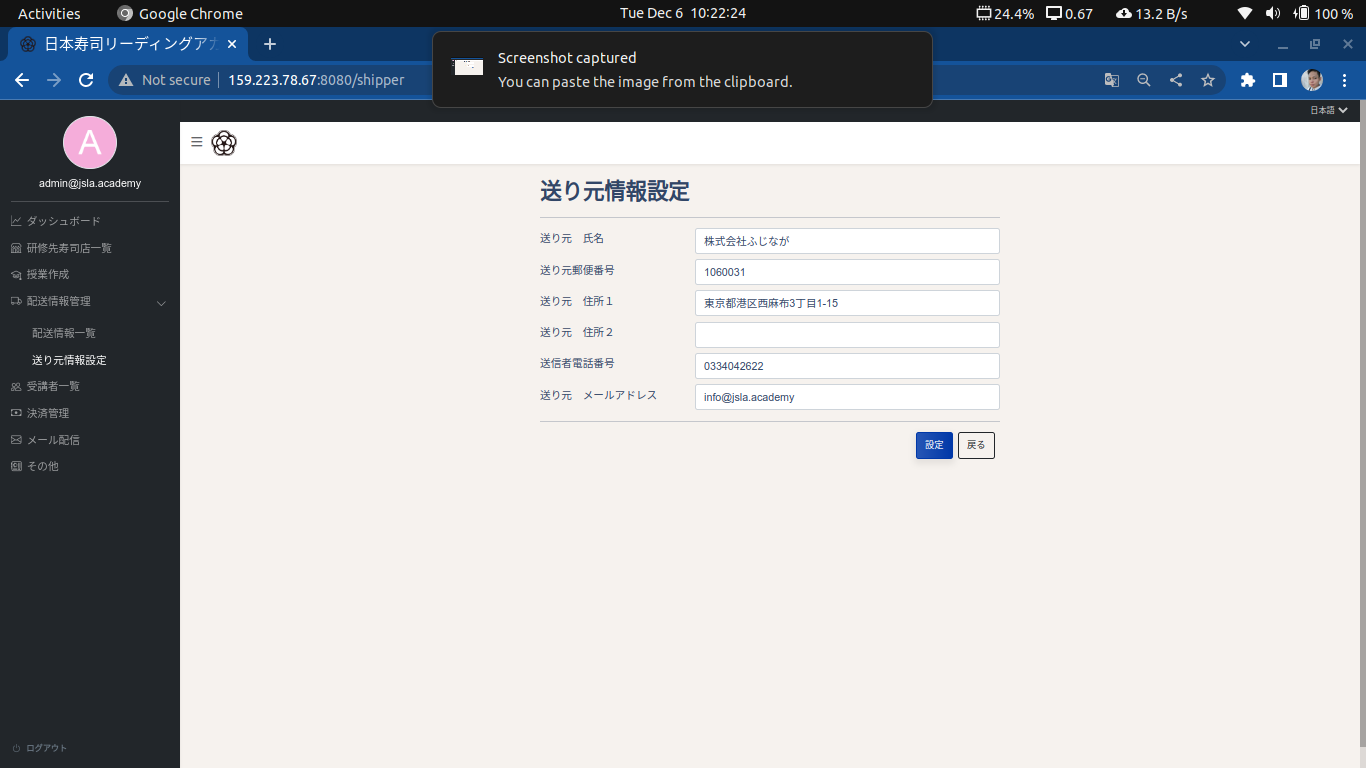 Activities
Google Chrome
Tue Dec 6 10:22:24
24.4%
0.67
13.2 B/s
100 %
日本寿司リーディングアカ
Screenshot captured
You can paste the image from the clipboard.
Not secure
159.223.78.67:8080/shipper
日本語
A
admin@jsla.academy
ダッシュボード
研修先寿司店一覧
授業作成
配送情報管理
配送情報一覧
送り元情報設定
受講者一覧
決済管理
メール配信
その他
ログアウト
送り元情報設定
送り元 氏名
株式会社ふじなが
送り元郵便番号
1060031
送り元 住所１
東京都港区西麻布3丁目1-15
送り元 住所２
送信者電話番号
0334042622
送り元 メールアドレス
info@jsla.academy
設定
戻る